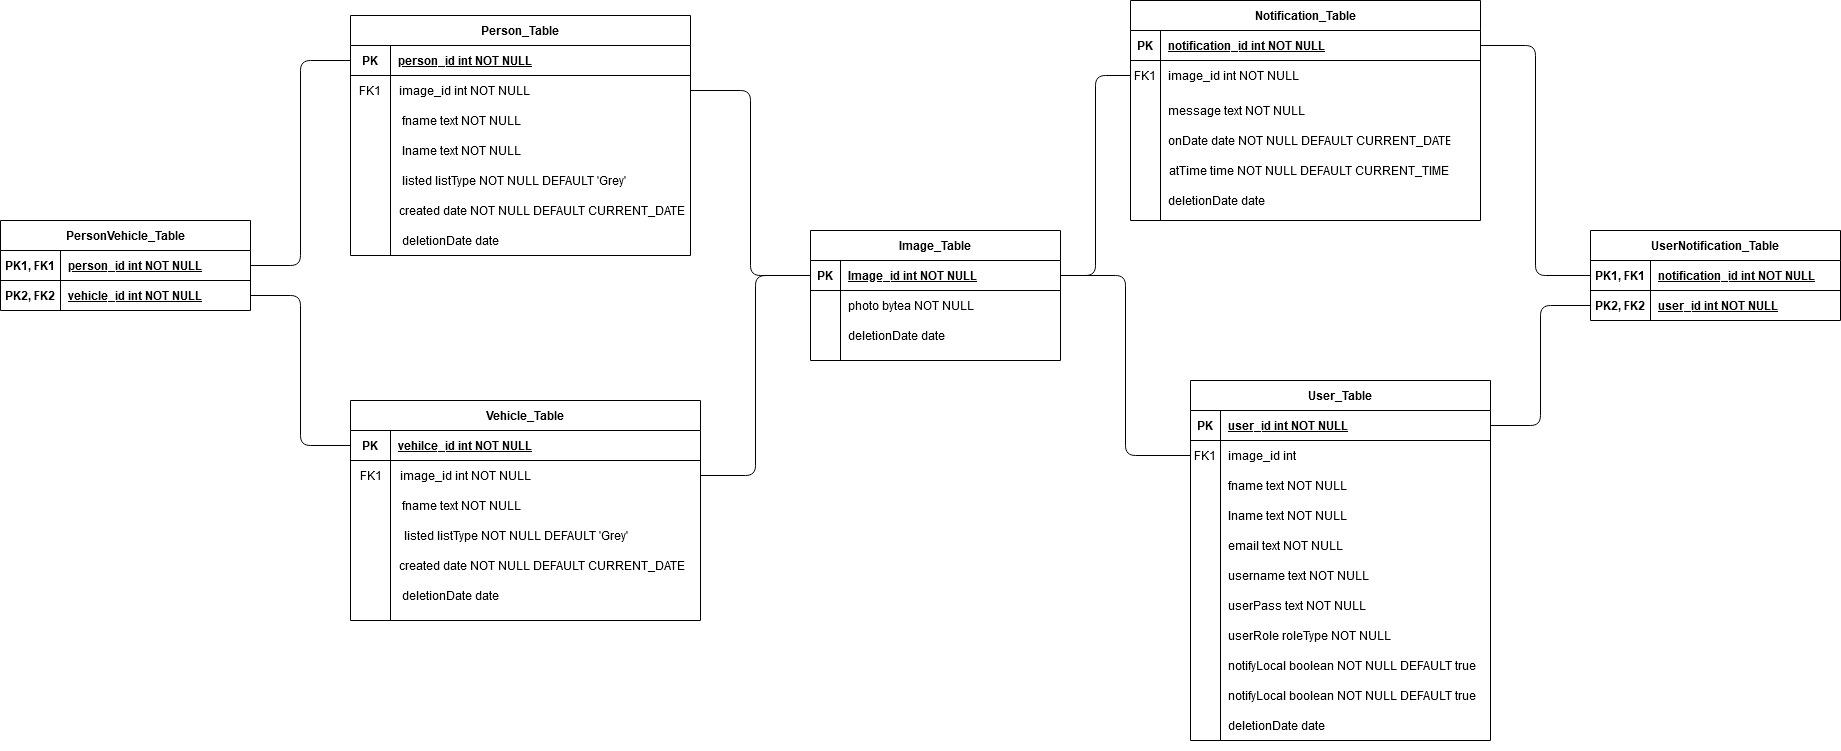 Person_Table
PK person_id int NOT NULL
FK1 image_id int NOT NULL
fname text NOT NULL
lname text NOT NULL
listed listType NOT NULL DEFAULT 'Grey'
created date NOT NULL DEFAULT CURRENT_DATE
deletionDate date
Notification_Table
PK notification_id int NOT NULL
FK1 image_id int NOT NULL
message text NOT NULL
onDate date NOT NULL DEFAULT CURRENT_DATE
atTime time NOT NULL DEFAULT CURRENT_TIME
deletionDate date
PersonVehicle_Table
PK1, FK1 person_id int NOT NULL
PK2, FK2 vehicle_id int NOT NULL
Image_Table
PK Image_id int NOT NULL
photo bytea NOT NULL
deletionDate date
UserNotification_Table
PK1, FK1 notification_id int NOT NULL
PK2, FK2 user_id int NOT NULL
Vehicle_Table
PK vehilce_id int NOT NULL
FK1 image_id int NOT NULL
fname text NOT NULL
listed listType NOT NULL DEFAULT 'Grey'
created date NOT NULL DEFAULT CURRENT_DATE
deletionDate date
User_Table
PK user_id int NOT NULL
FK1 image_id int
fname text NOT NULL
lname text NOT NULL
email text NOT NULL
username text NOT NULL
userPass text NOT NULL
userRole roleType NOT NULL
notifyLocal boolean NOT NULL DEFAULT true
notifyLocal boolean NOT NULL DEFAULT true
deletionDate date